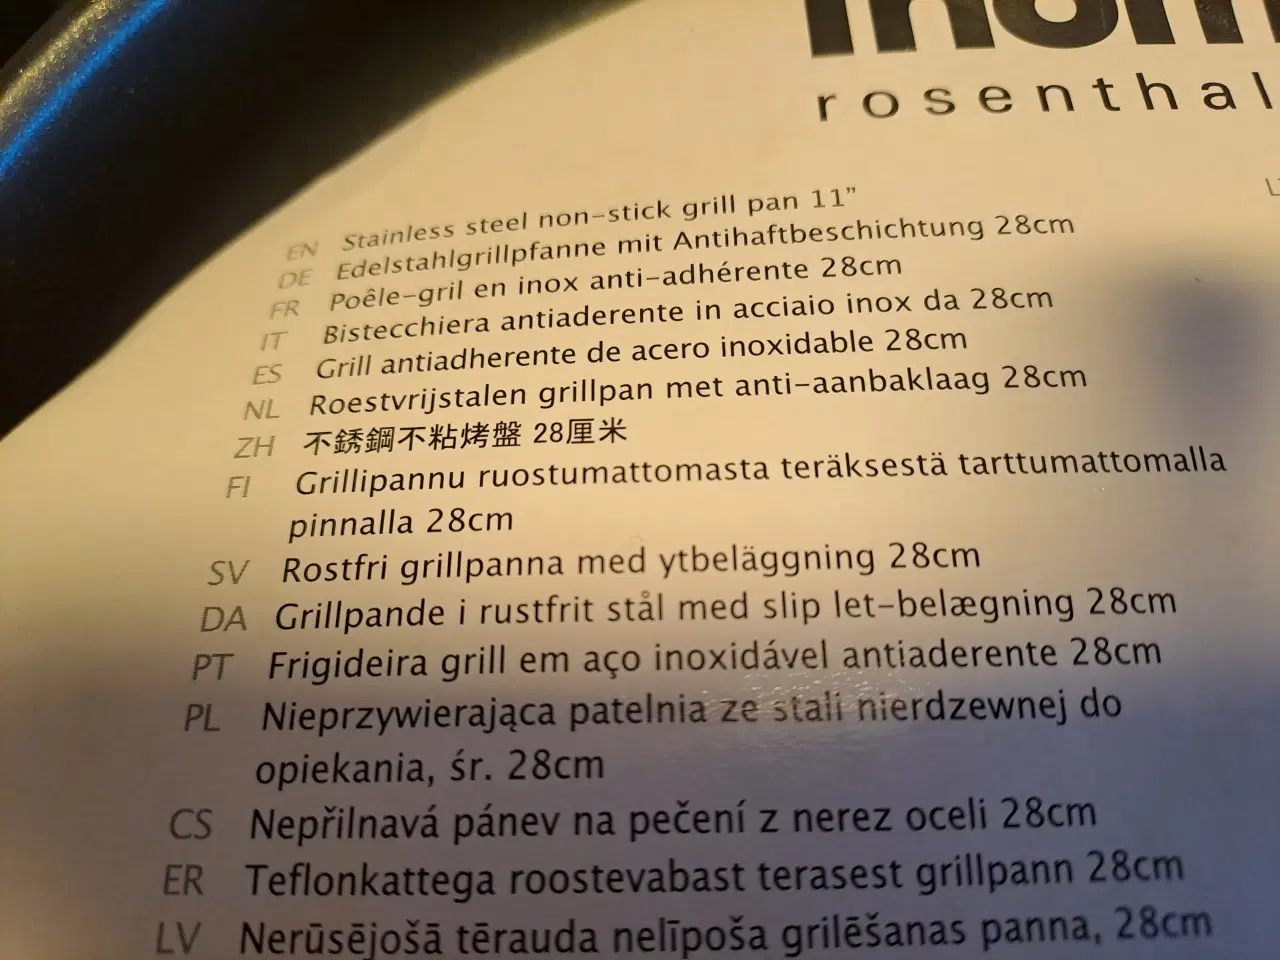 rosenthal
EN Stainless steel non-stick grill pan 11”
DE Edelstahlgrillpfanne mit Antihaftbeschichtung 28cm
FR Poêle-gril en inox anti-adhérente 28cm
IT Bistecchiera antiaderente in acciaio inox da 28cm
ES Grill antiadherente de acero inoxidable 28cm
NL Roestvrijstalen grillpan met anti-aanbaklaag 28cm
ZH 不銹鋼不粘烤盤 28厘米
FI Grillipannu ruostumattomasta teräksestä tarttumattomalla
pinnalla 28cm
SV Rostfri grillpanna med ytbeläggning 28cm
DA Grillpande i rustfrit stål med slip let-belægning 28cm
PT Frigideira grill em aço inoxidável antiaderente 28cm
PL Nieprzywierająca patelnia ze stali nierdzewnej do
opiekania, śr. 28cm
CS Nepřilnavá pánev na pečení z nerez oceli 28cm
ER Teflonkattega roostevabast terasest grillpann 28cm
LV Nerūsējošā tērauda nelīpoša grilēšanas panna, 28cm